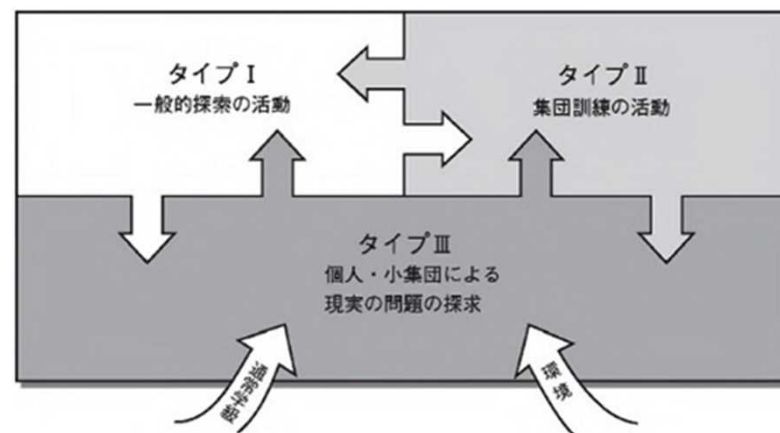 タイプⅠ
一般的探索の活動
タイプⅡ
集団訓練の活動
タイプⅢ
個人・小集団による
現実の問題の探求
通常学級
環境